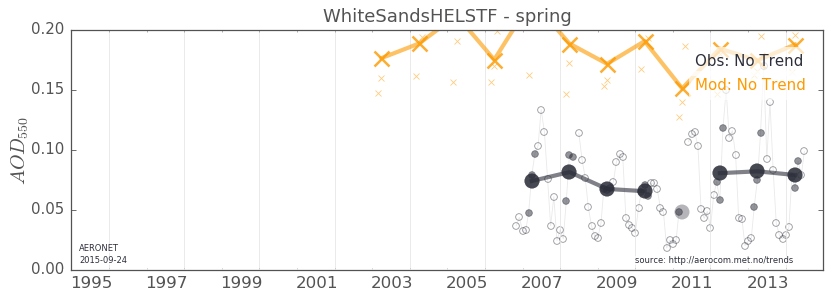 WhiteSandsHELSTF - spring
0.20
0.15
0.10
0.05
0.00
AOD550
Obs: No Trend
Mod: No Trend
AERONET
2015-09-24
source: http://aerocom.met.no/trends
1995 1997 1999 2001 2003 2005 2007 2009 2011 2013